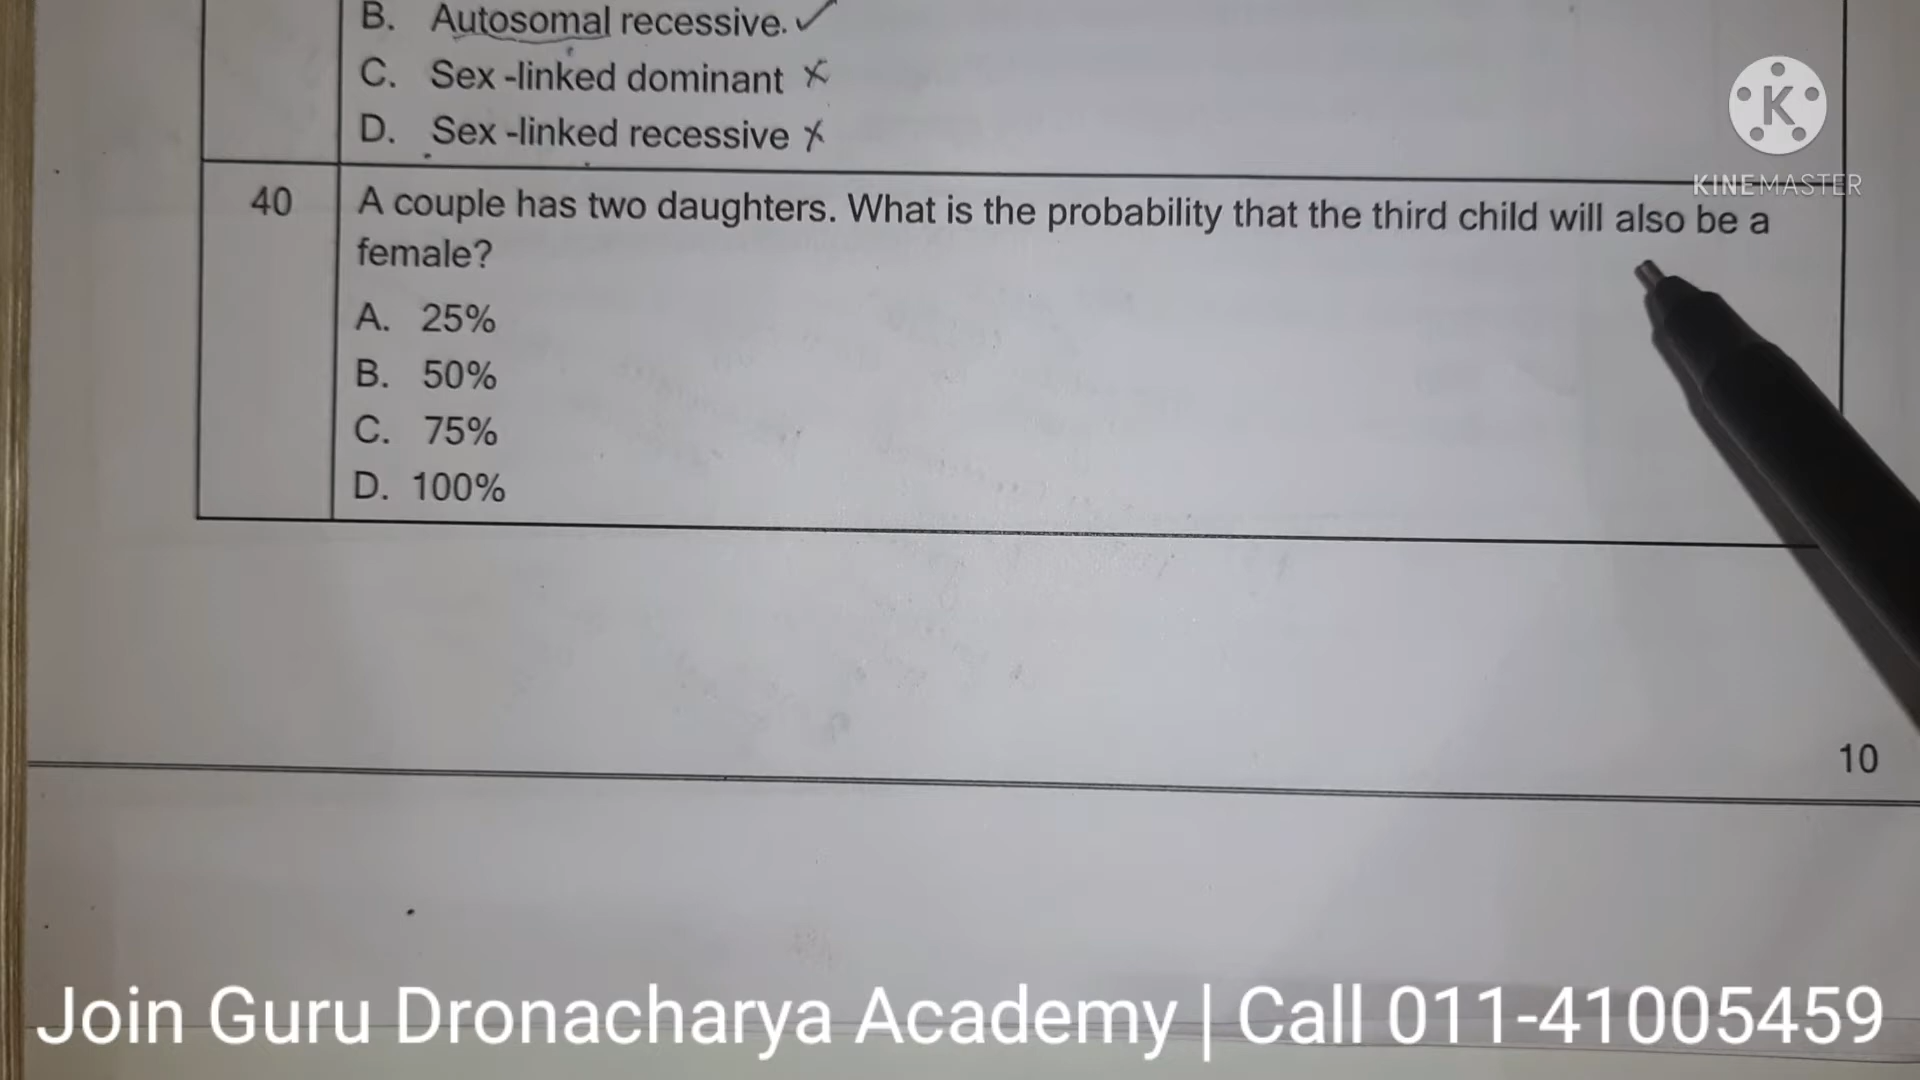 B. Autosomal recessive.
C. Sex -linked dominant
D. Sex -linked recessive
KINEMASTER
40 A couple has two daughters. What is the probability that the third child will also be a
female?
A. 25%
B. 50%
C. 75%
D. 100%
10
Join Guru Dronacharya Academy | Call 011-41005459